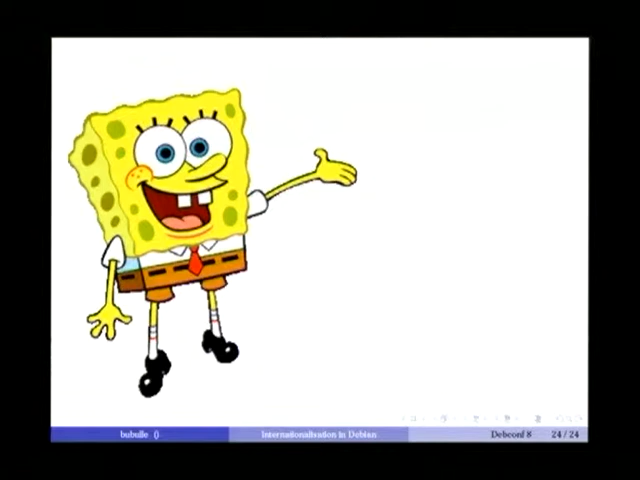 bubulle ()
Internationalisation in Debian
Debconf 8
24 / 24